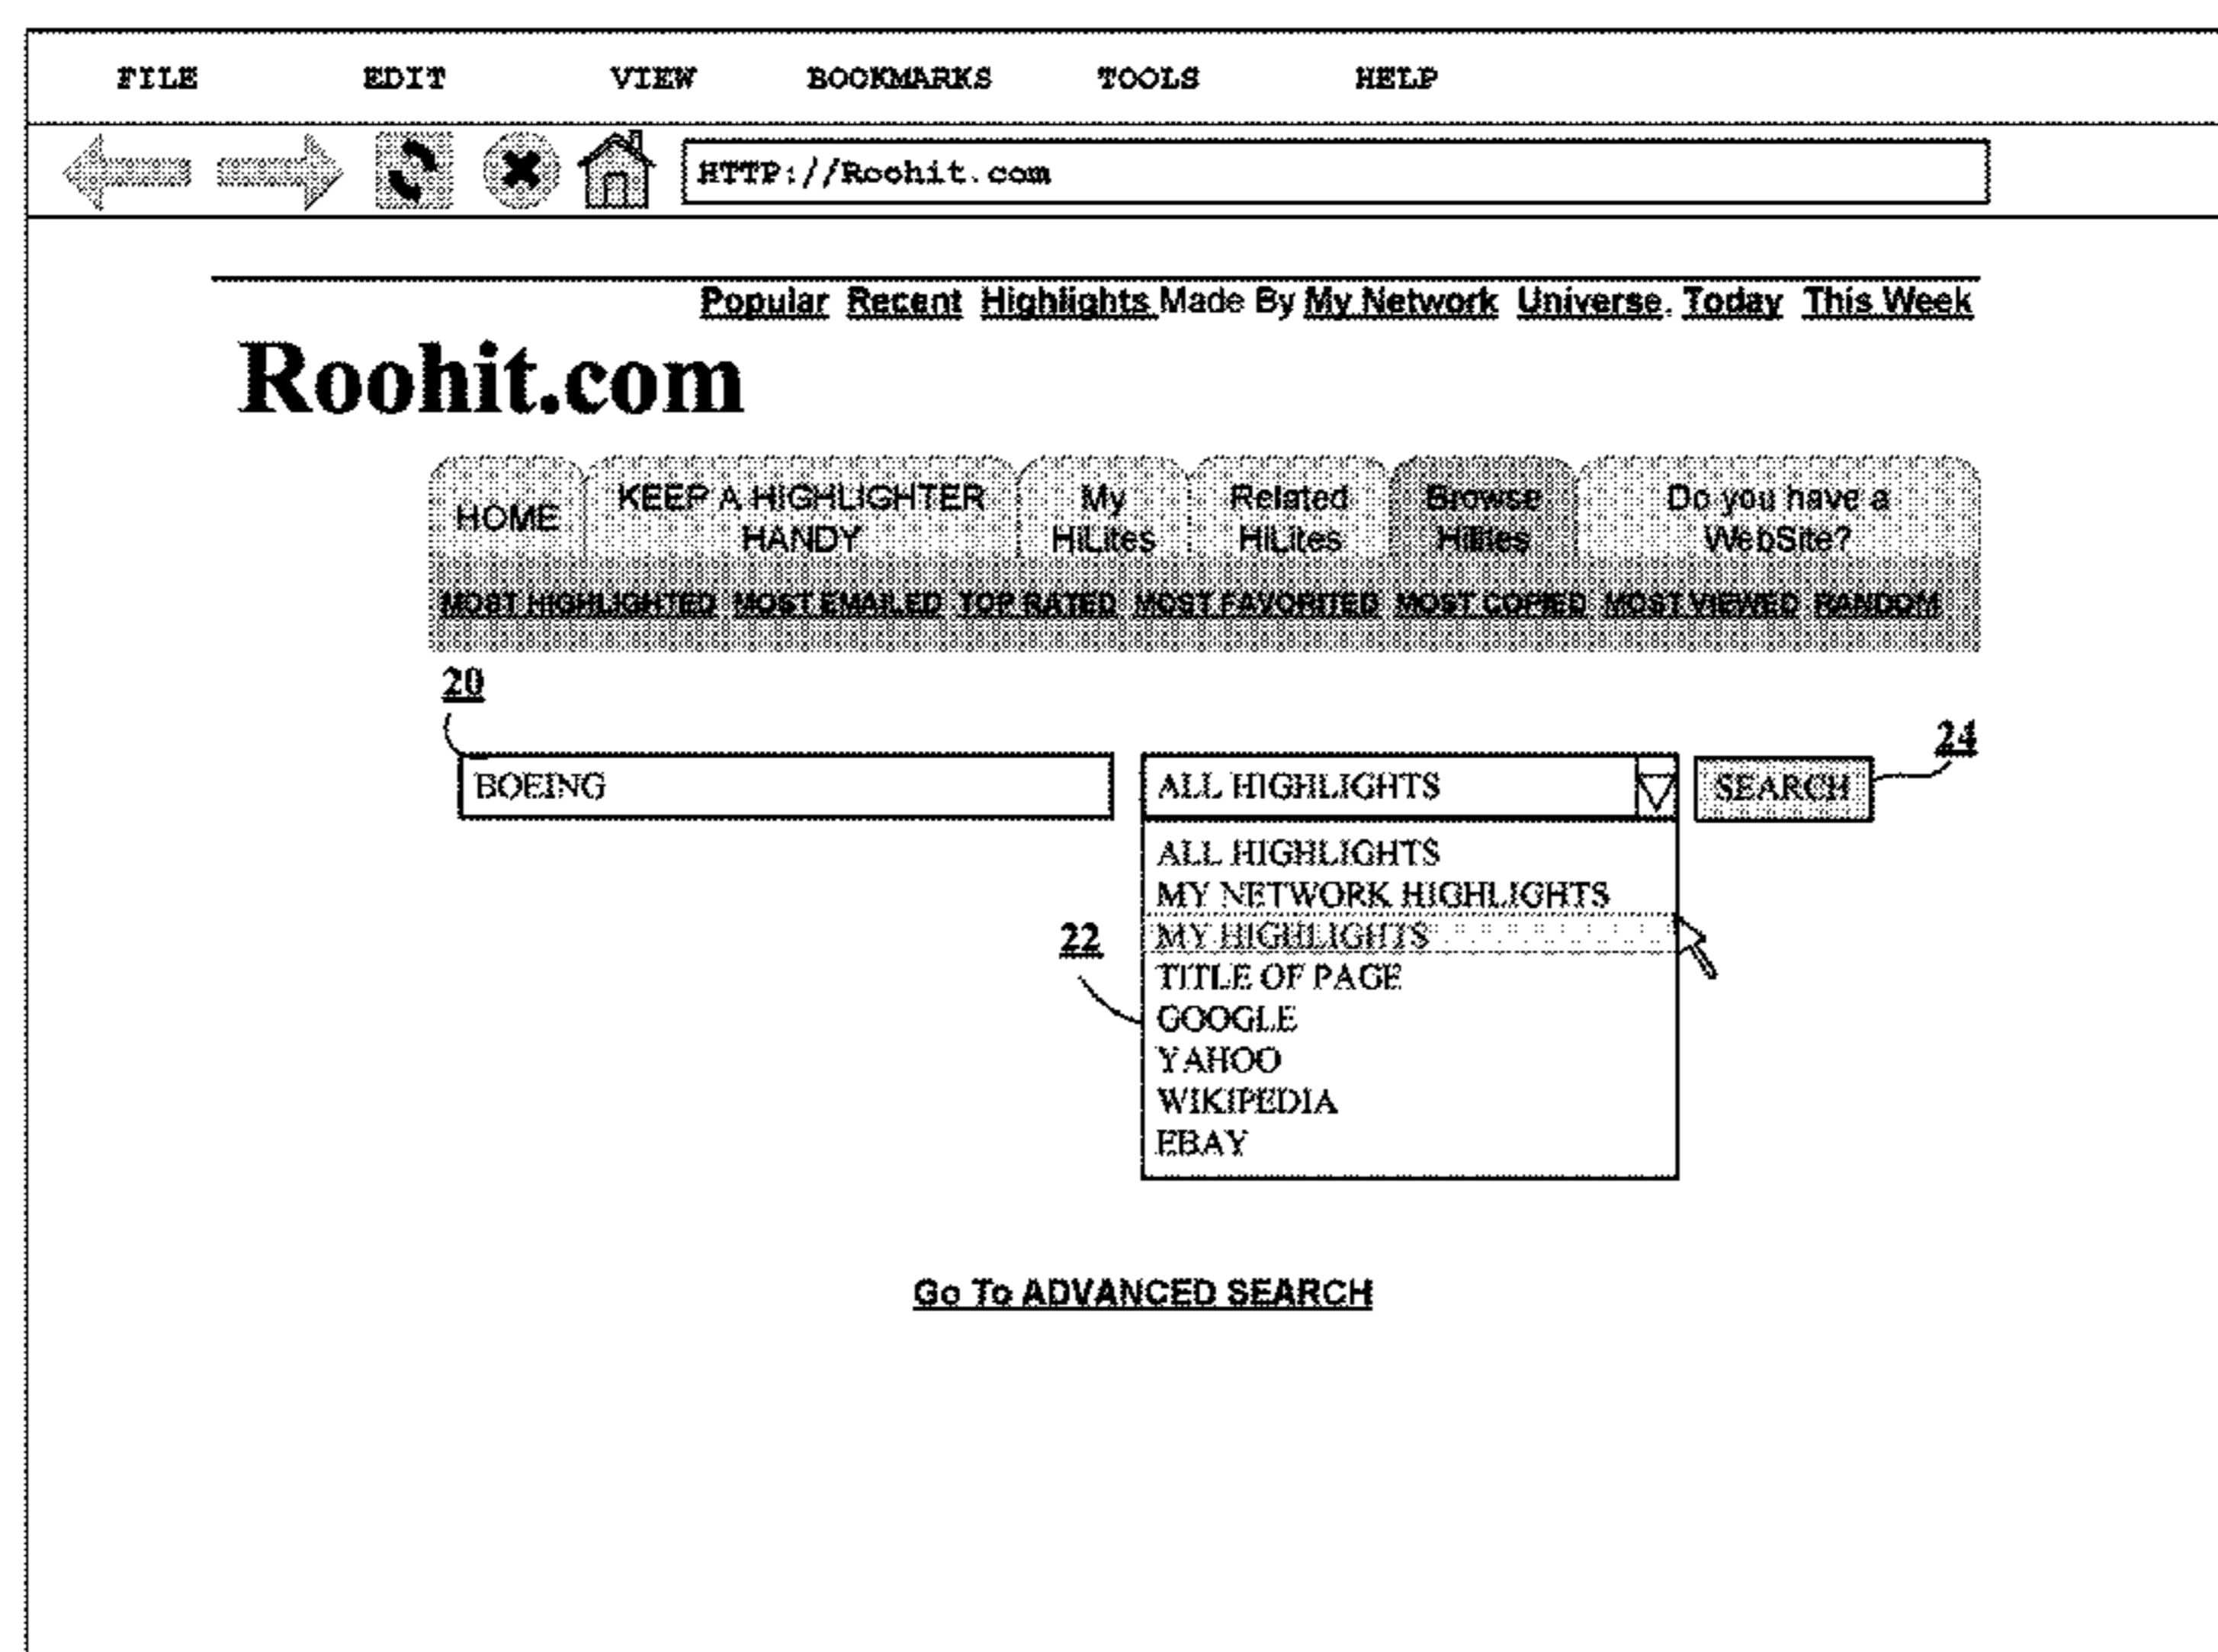 FILE EDIT VIEW BOOKMARKS TOOLS HELP
HTTP://Roohit.com
Popular Recent Highlights Made By My Network Universe. Today This Week
Roohit.com
HOME
KEEP A HIGHLIGHTER
HANDY
My
HiLites
Related
HiLites
Browse
Do you have a
WebSite?
MOST HIGHLIGHTED MOST EMAILED TOP RATED MOST FAVORITED MOST COPIED MOST VIEWED RANDOM
20
24
BOEING
ALL HIGHLIGHTS
SEARCH
ALL HIGHLIGHTS
MY NETWORK HIGHLIGHTS
22
MY HIGHLIGHTS
TITLE OF PAGE
GOOGLE
YAHOO
WIKIPEDIA
EBAY
Go To ADVANCED SEARCH